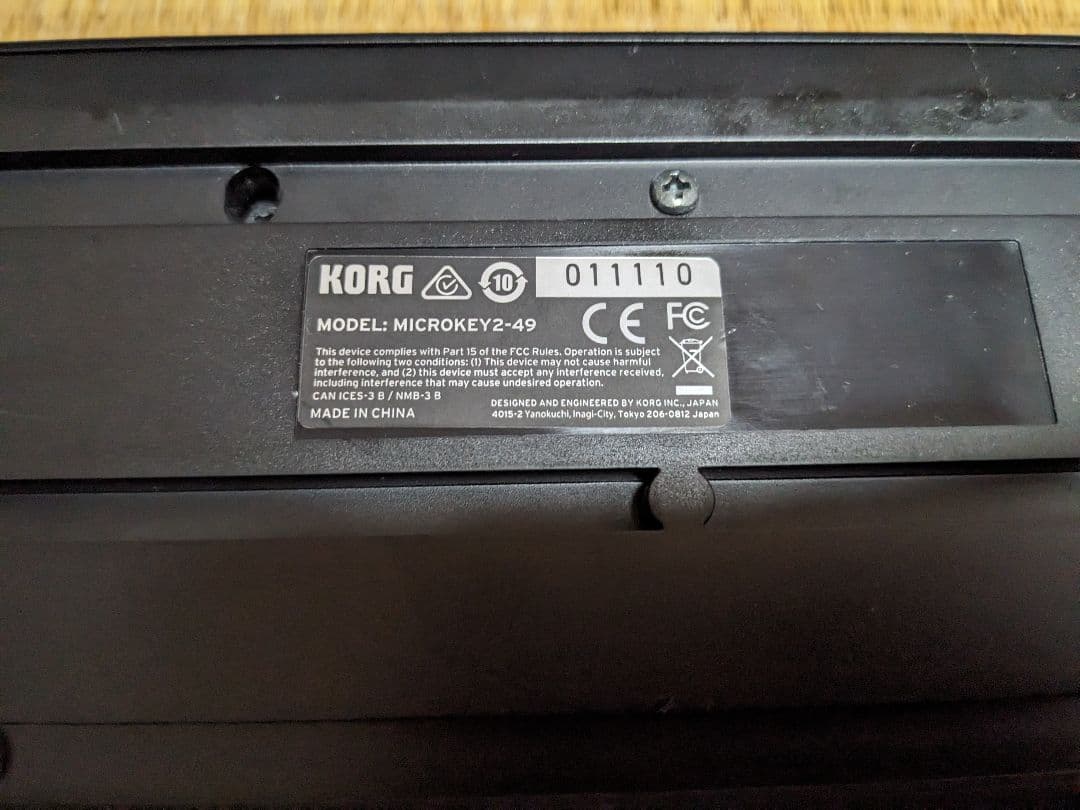 KORG 10 011110
MODEL: MICROKEY2-49 CE FC
This device complies with Part 15 of the FCC Rules. Operation is subject
to the following two conditions: (1) This device may not cause harmful
interference, and (2) this device must accept any interference received,
including interference that may cause undesired operation.
CAN ICES-3 B / NMB-3 B
DESIGNED AND ENGINEERED BY KORG INC., JAPAN
MADE IN CHINA
4015-2 Yanokuchi, Inagi-City, Tokyo 206-0812 Japan